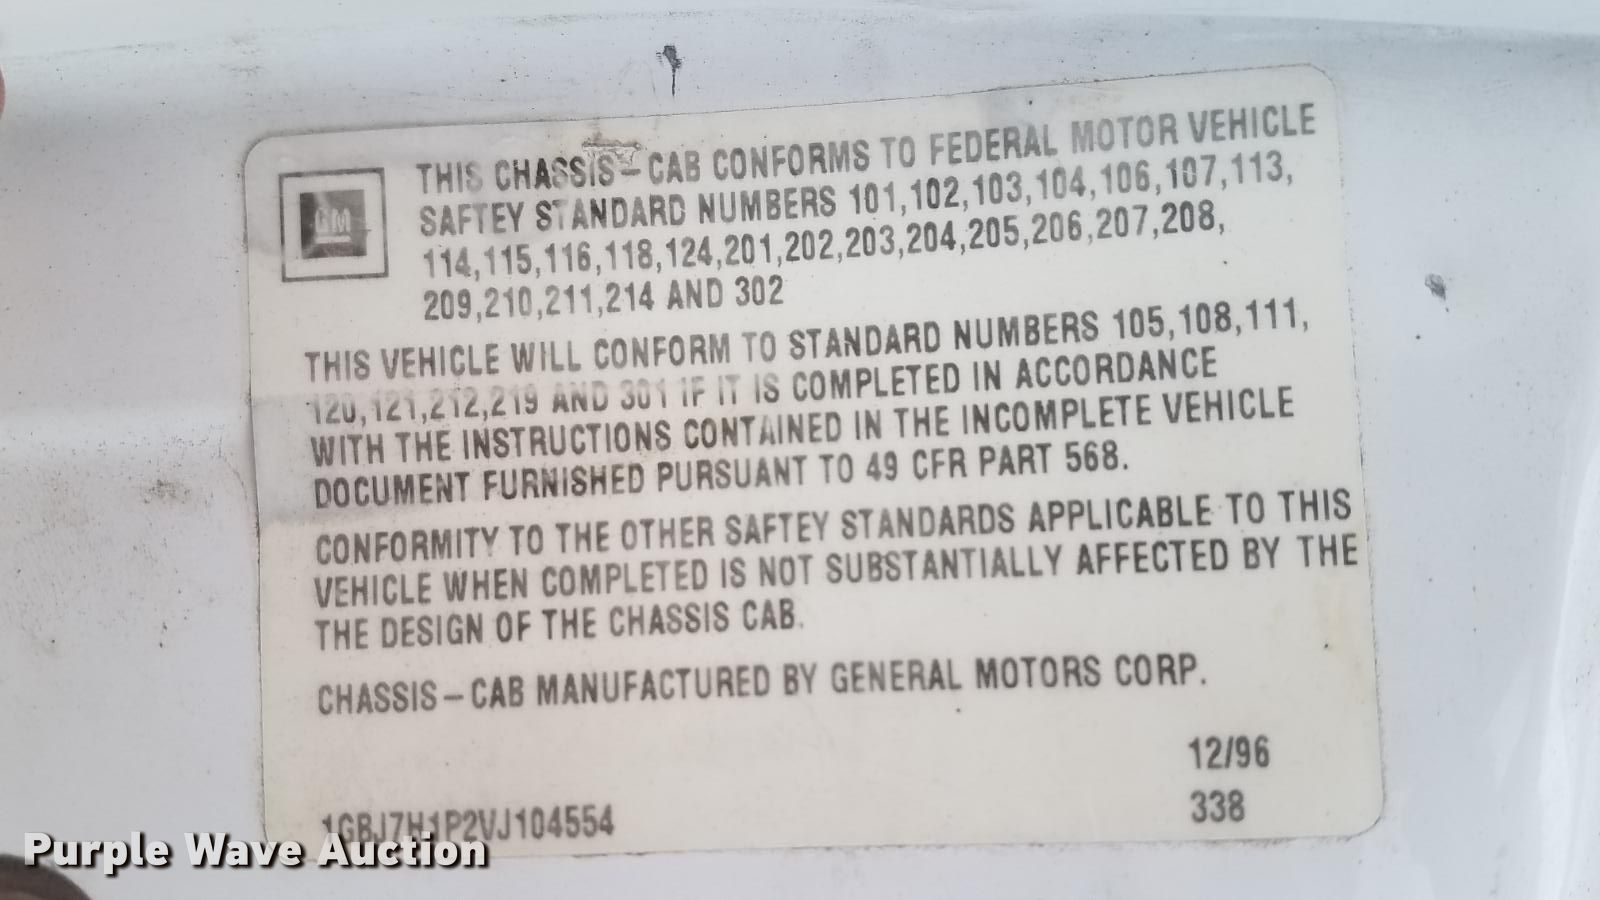 GM
THIS CHASSIS–CAB CONFORMS TO FEDERAL MOTOR VEHICLE
SAFTEY STANDARD NUMBERS 101,102,103,104,106,107,113,
114,115,116,118,124,201,202,203,204,205,206,207,208,
209,210,211,214 AND 302
THIS VEHICLE WILL CONFORM TO STANDARD NUMBERS 105,108,111,
120,121,212,219 AND 301 IF IT IS COMPLETED IN ACCORDANCE
WITH THE INSTRUCTIONS CONTAINED IN THE INCOMPLETE VEHICLE
DOCUMENT FURNISHED PURSUANT TO 49 CFR PART 568.
CONFORMITY TO THE OTHER SAFTEY STANDARDS APPLICABLE TO THIS
VEHICLE WHEN COMPLETED IS NOT SUBSTANTIALLY AFFECTED BY THE
THE DESIGN OF THE CHASSIS CAB.
CHASSIS–CAB MANUFACTURED BY GENERAL MOTORS CORP.
12/96
338
1GBJ7H1P2VJ104554
Purple Wave Auction